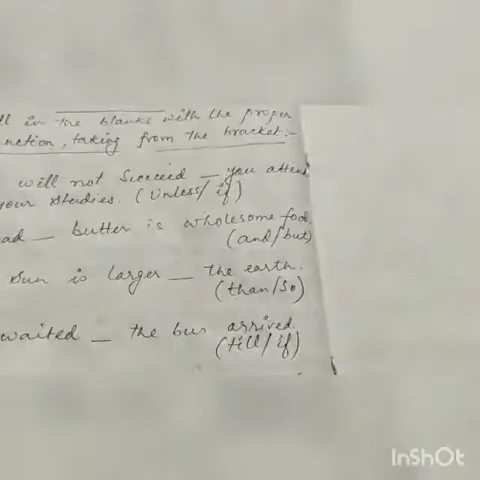 ll in the blanks with the proper
nction, taking from the bracket:-
will not succeed _ you attend
your studies. (Unless/if)
ad _ butter is wholesome food.
(and/but)
Sun is larger _ the earth.
(than/So)
waited _ the bus arrived.
(till/if)
InShOt